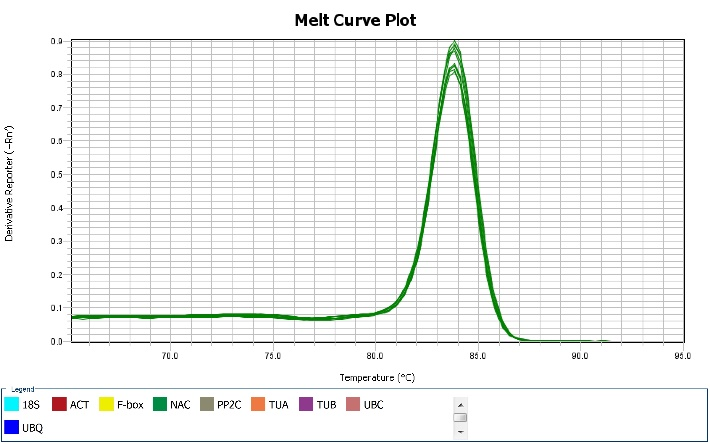 Melt Curve Plot
0.9
0.8
0.7
0.6
0.5
0.4
0.3
0.2
0.1
0.0
Derivative Reporter (−Rn')
70.0 75.0 80.0 85.0 90.0 95.0
Temperature (°C)
Legend
18S ACT F-box NAC PP2C TUA TUB UBC
UBQ